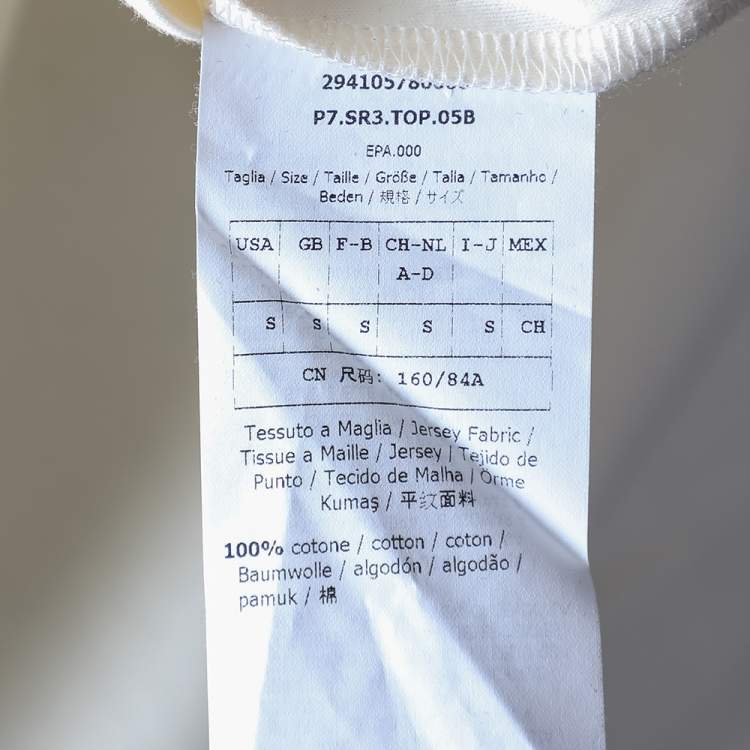 P7.SR3.TOP.05B
EPA.000
Taglia / Size / Taille / Größe / Talla / Tamanho /
Beden / 規格 / サイズ
USA GB F-B CH-NL I-J MEX
A-D
S S S S S CH
CN 尺码: 160/84A
Tessuto a Maglia / Jersey Fabric /
Tissue a Maille / Jersey / Tejido de
Punto / Tecido de Malha / Örme
Kumaş / 平纹面料
100% cotone / cotton / coton /
Baumwolle / algodón / algodão /
pamuk / 棉